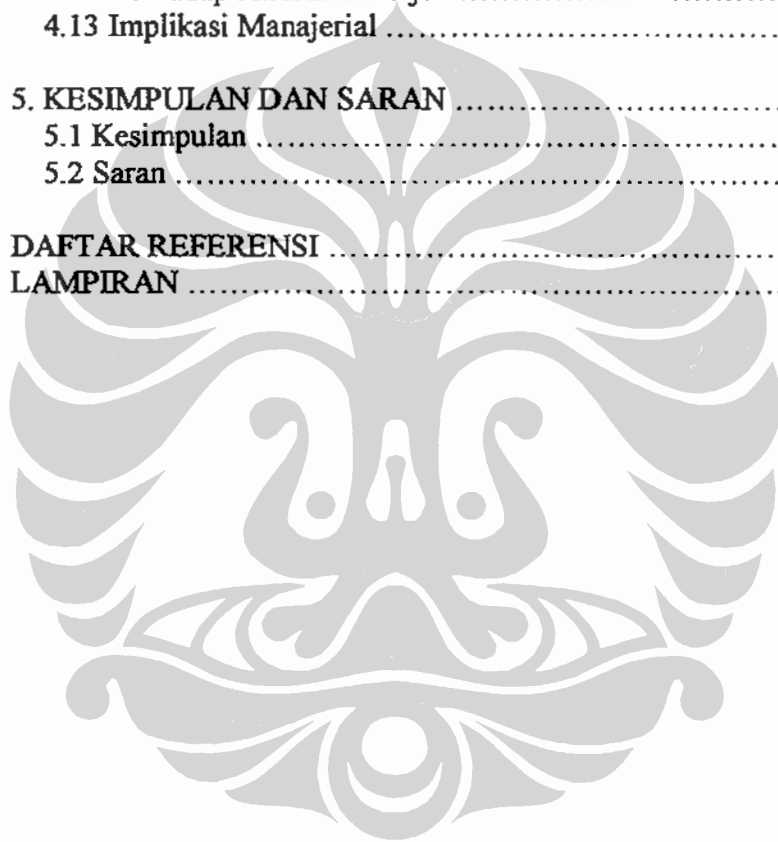 4.13 Implikasi Manajerial ........................................
5. KESIMPULAN DAN SARAN ........................................
5.1 Kesimpulan ........................................
5.2 Saran ........................................
DAFTAR REFERENSI ........................................
LAMPIRAN ........................................